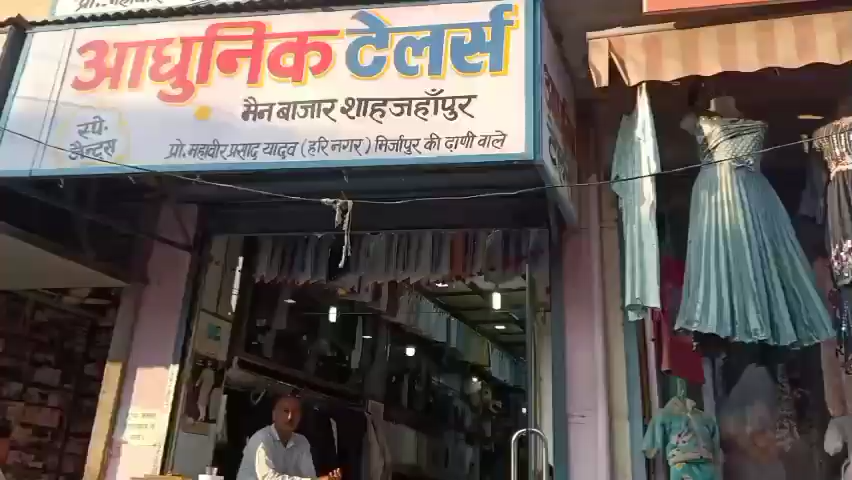 आधुनिक टेलर्स
मैन बाजार शाहजहाँपुर
स्पे.
जैन्ट्स
प्रो. महावीर प्रसाद यादव (हरि नगर) मिर्जापुर की ढ़ाणी वाले